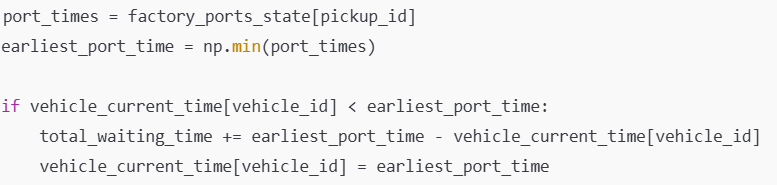 port_times = factory_ports_state[pickup_id]
earliest_port_time = np.min(port_times)

if vehicle_current_time[vehicle_id] < earliest_port_time:
    total_waiting_time += earliest_port_time - vehicle_current_time[vehicle_id]
    vehicle_current_time[vehicle_id] = earliest_port_time